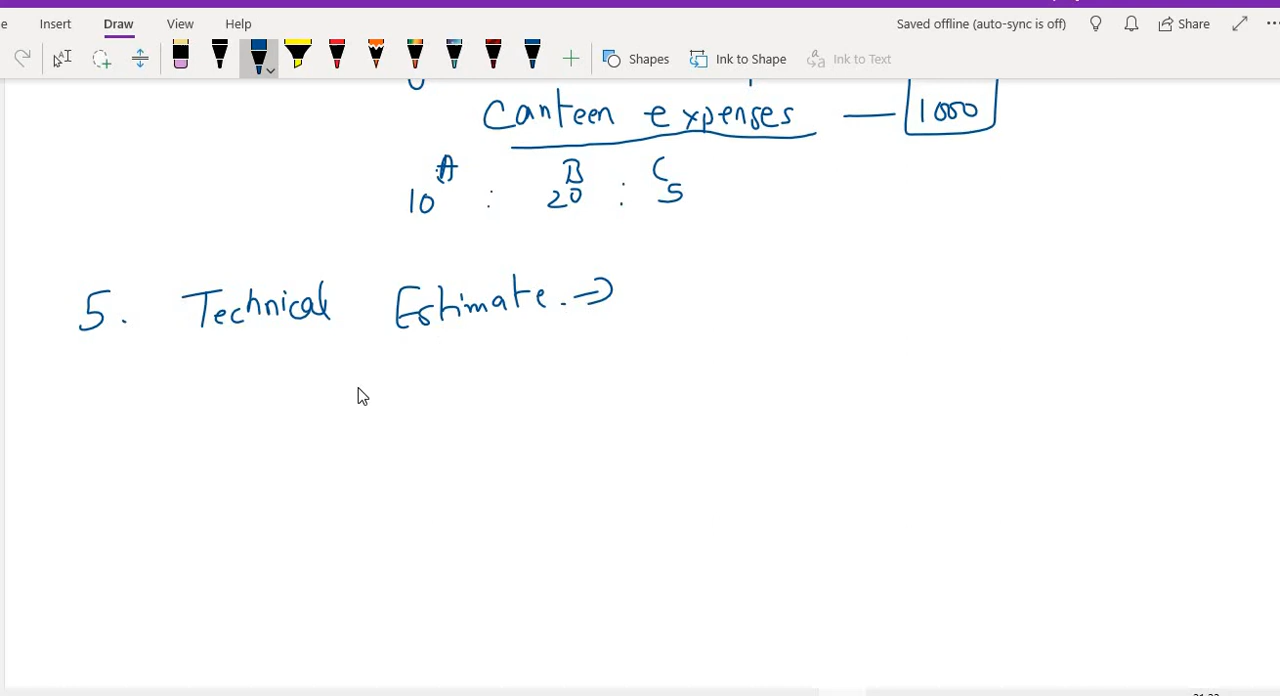 e Insert Draw View Help Saved offline (auto-sync is off) Share
Shapes Ink to Shape Ink to Text
Canteen expenses — 1000
A B C
10 : 20 : 5
5. Technical Estimate. ⇒